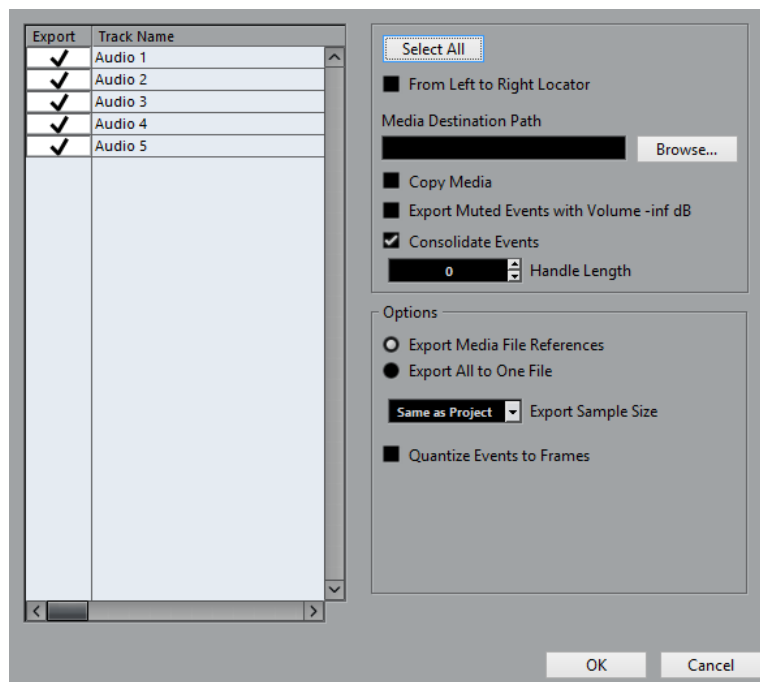 Export Track Name
Audio 1
Audio 2
Audio 3
Audio 4
Audio 5
Select All
From Left to Right Locator
Media Destination Path
Browse...
Copy Media
Export Muted Events with Volume -inf dB
Consolidate Events
0 Handle Length
Options
Export Media File References
Export All to One File
Same as Project Export Sample Size
Quantize Events to Frames
OK Cancel